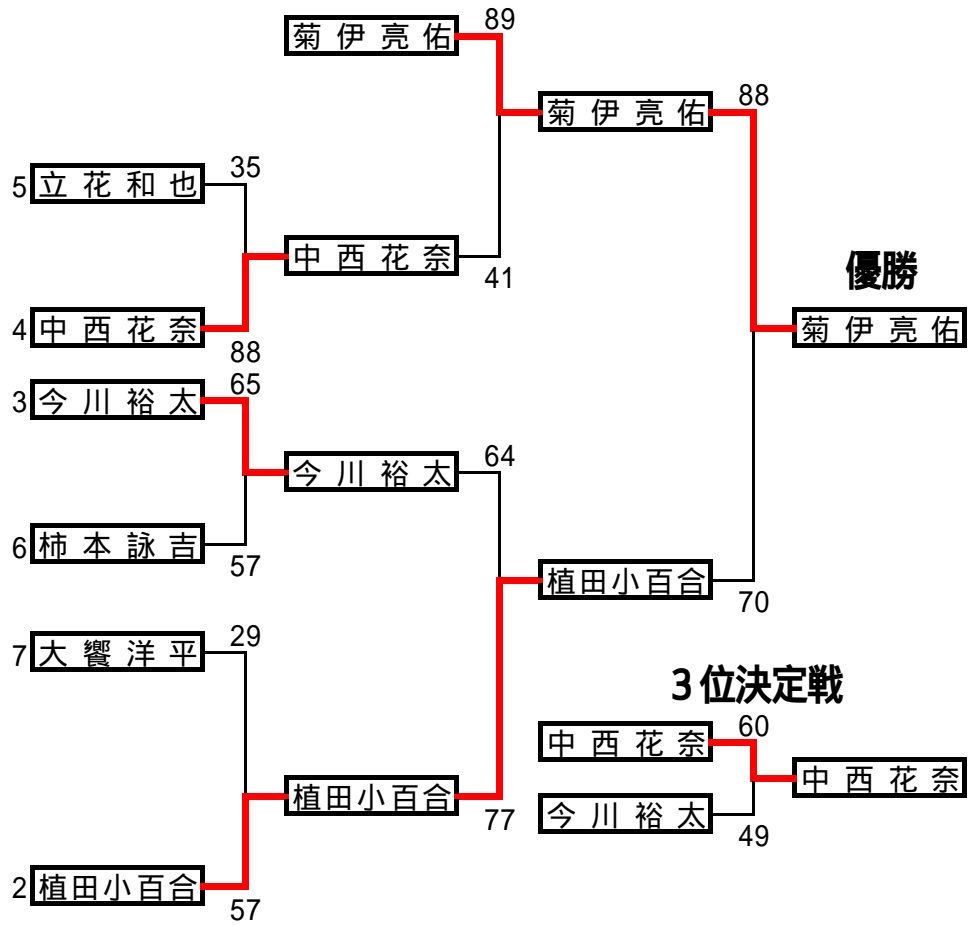 89
菊伊亮佑
88
菊伊亮佑
35
5 立花和也
中西花奈
41
優勝
4 中西花奈
菊伊亮佑
88
65
3 今川裕太
64
今川裕太
6 柿本詠吉
57
植田小百合
70
29
7 大饗洋平
3位決定戦
60
中西花奈
中西花奈
植田小百合
77
今川裕太
49
2 植田小百合
57